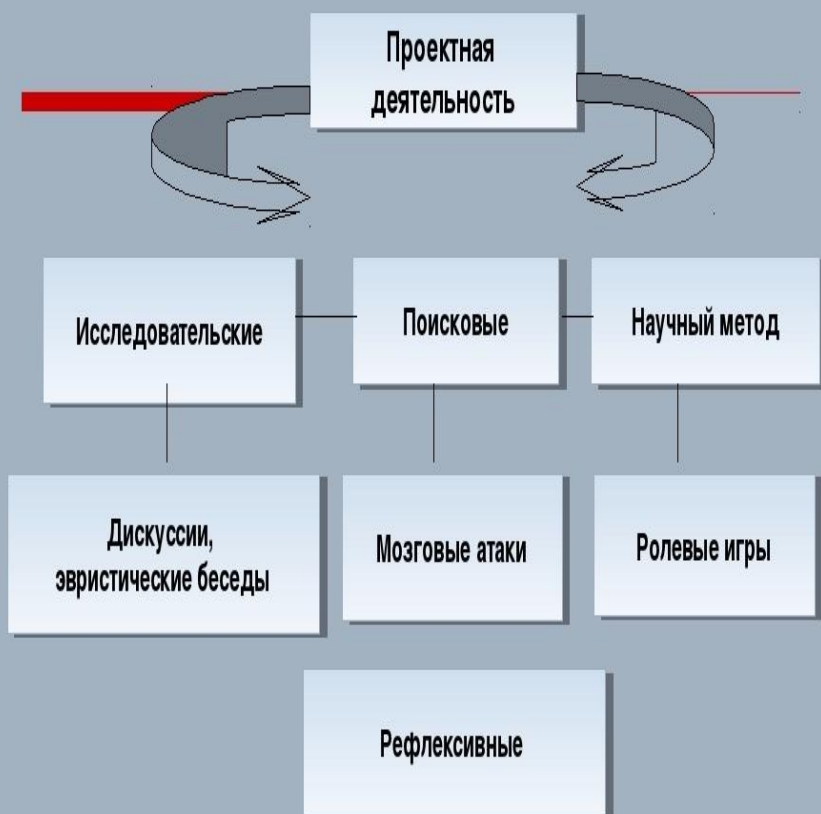 Проектная
деятельность
Исследовательские
Поисковые
Научный метод
Дискуссии,
эвристические беседы
Мозговые атаки
Ролевые игры
Рефлексивные